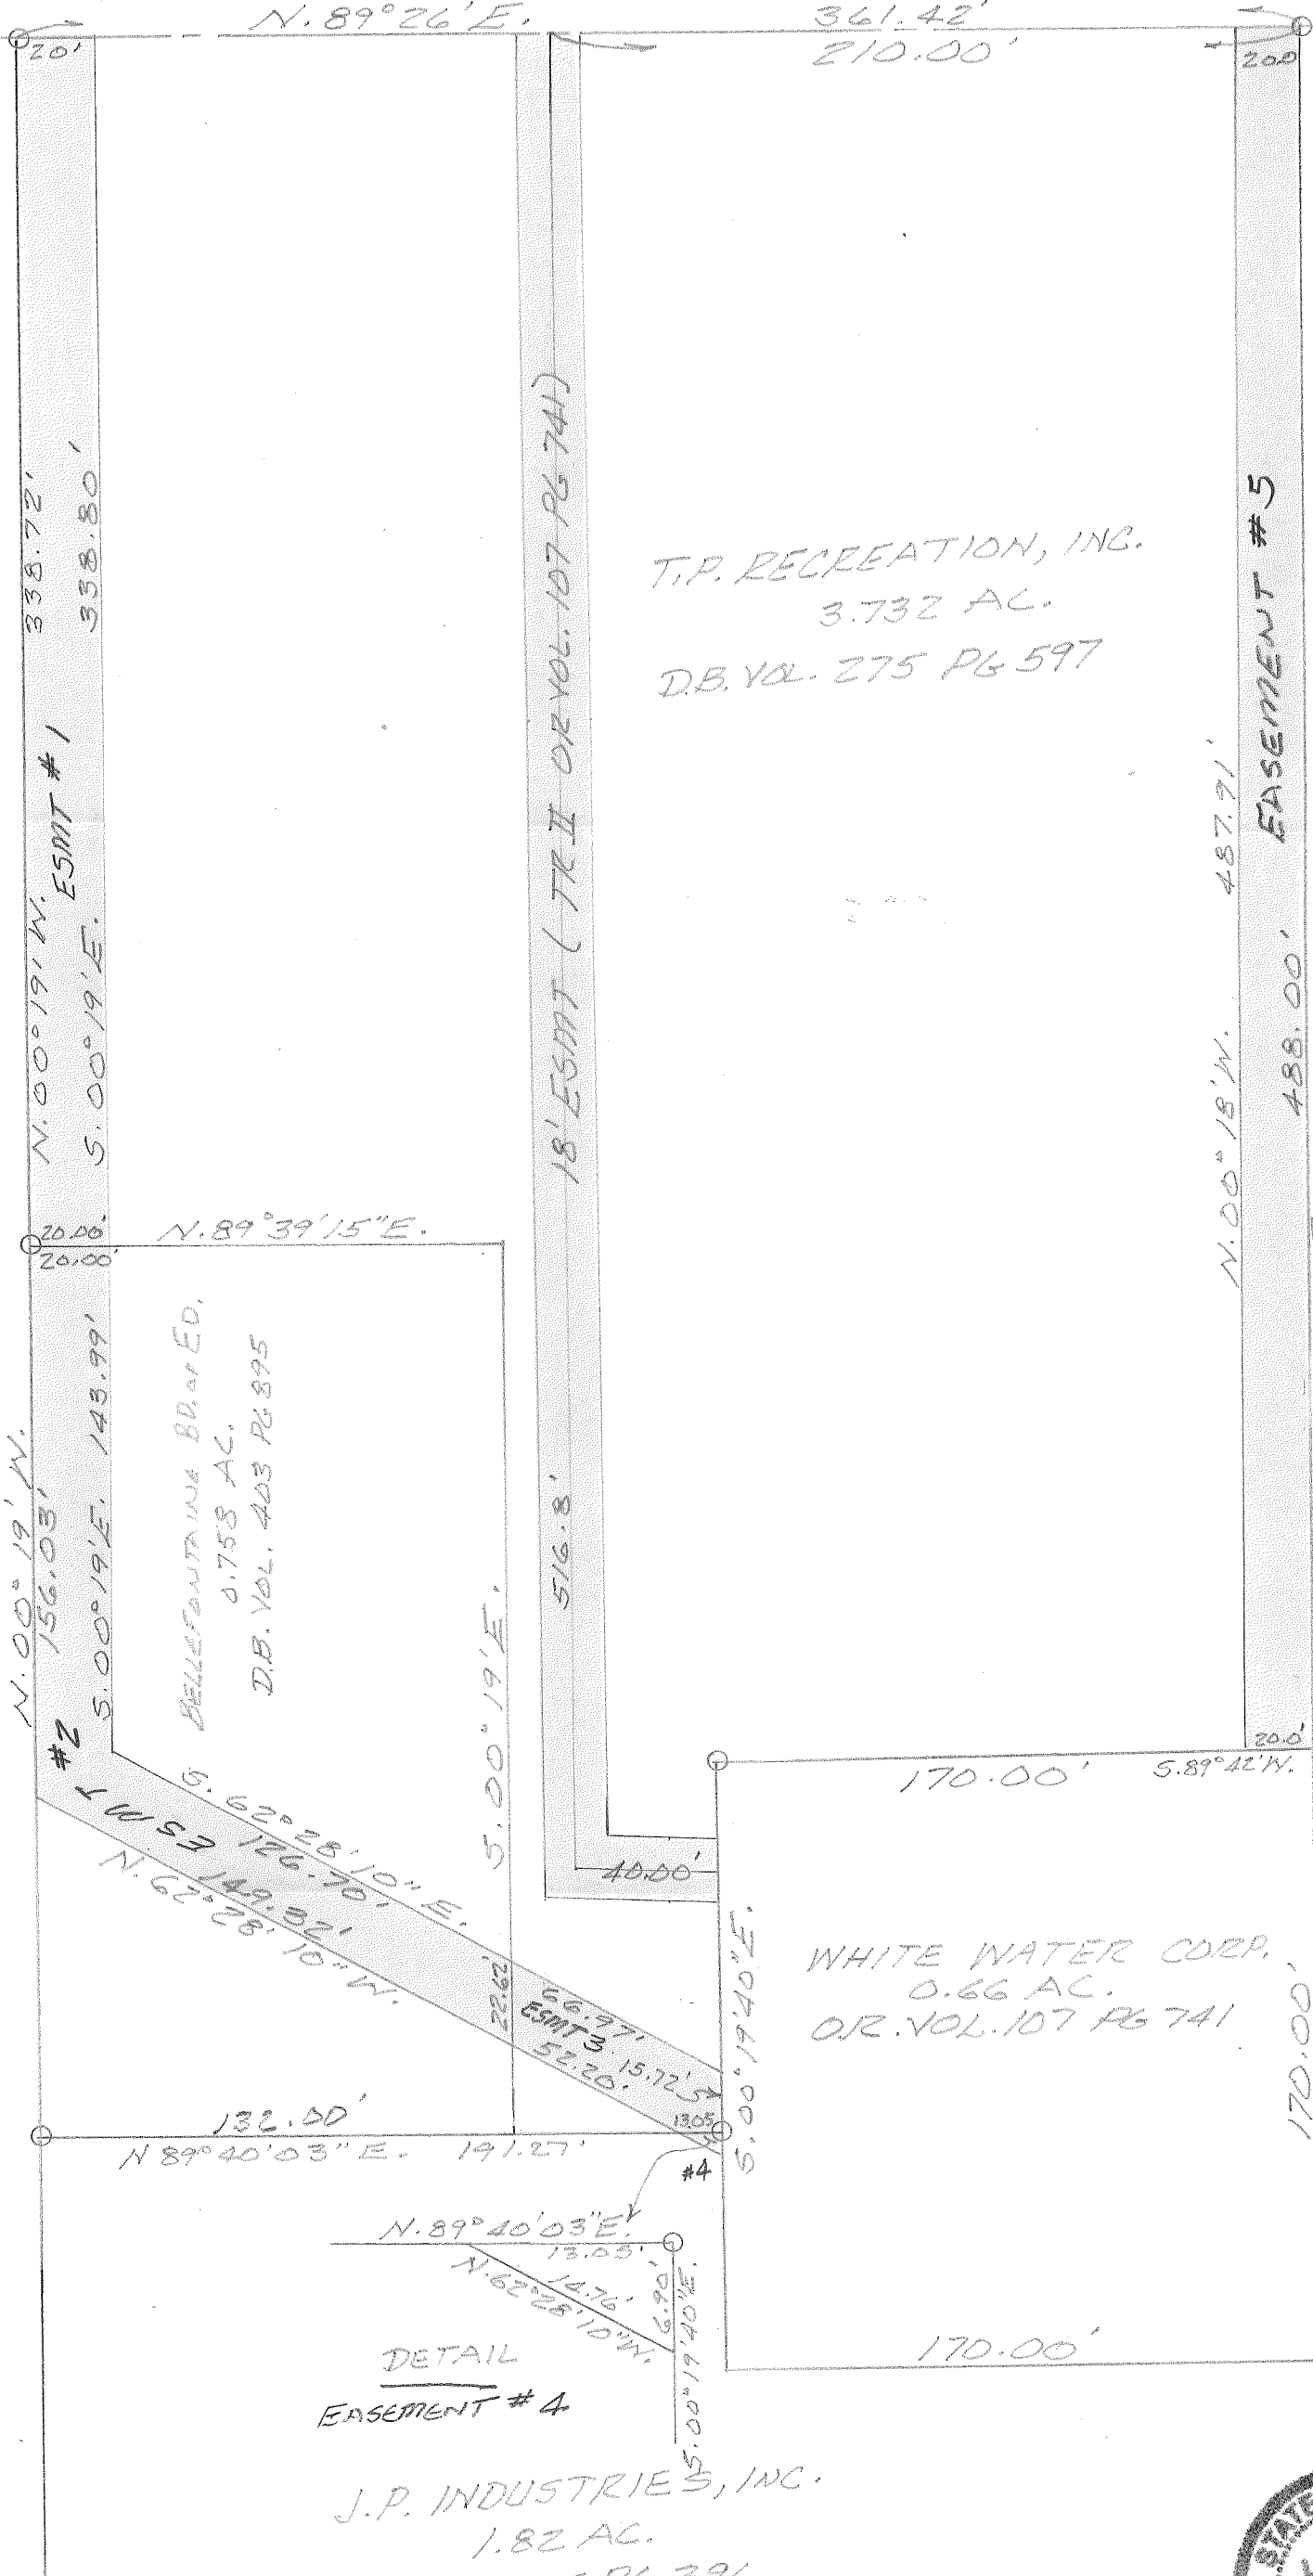 N. 89° 26' E.
361.42'
20'
210.00'
20.0
338.72'
338.80'
N. 00° 19' W.
ESMT #1
S. 00° 19' E.
18' ESMT ( TR II OR VOL. 107 PG 741)
T.P. RECREATION, INC.
3.732 AC.
D.B. VOL. 275 PG 597
EASEMENT #5
487.91'
N. 00° 18' W.
488.00'
20.00'
20.00'
N. 89° 39' 15" E.
BELLEFONTAINE BD. OF ED.
0.758 AC.
D.B. VOL. 403 PG 895
N. 00° 19' W.
156.03'
S. 00° 19' E. 143.99'
516.8'
S. 00° 19' E.
ESMT #2
S. 62° 28' 10" E.
126.70'
149.82'
N. 62° 28' 10" W.
20.0'
170.00'
S. 89° 42' W.
40.00'
22.62'
66.97'
ESMT 3
52.20'
15.72'
13.05
S. 00° 19' 40" E.
WHITE WATER CORP.
0.66 AC.
O.R. VOL. 107 PG 741
170.00'
132.00'
N 89° 40' 03" E. 191.27'
#4
N. 89° 40' 03" E.
13.05'
14.76'
N. 62° 28' 10" W.
6.90'
S. 00° 19' 40" E.
170.00'
DETAIL
EASEMENT #4
J.P. INDUSTRIES, INC.
1.82 AC.
PG 391
STATE